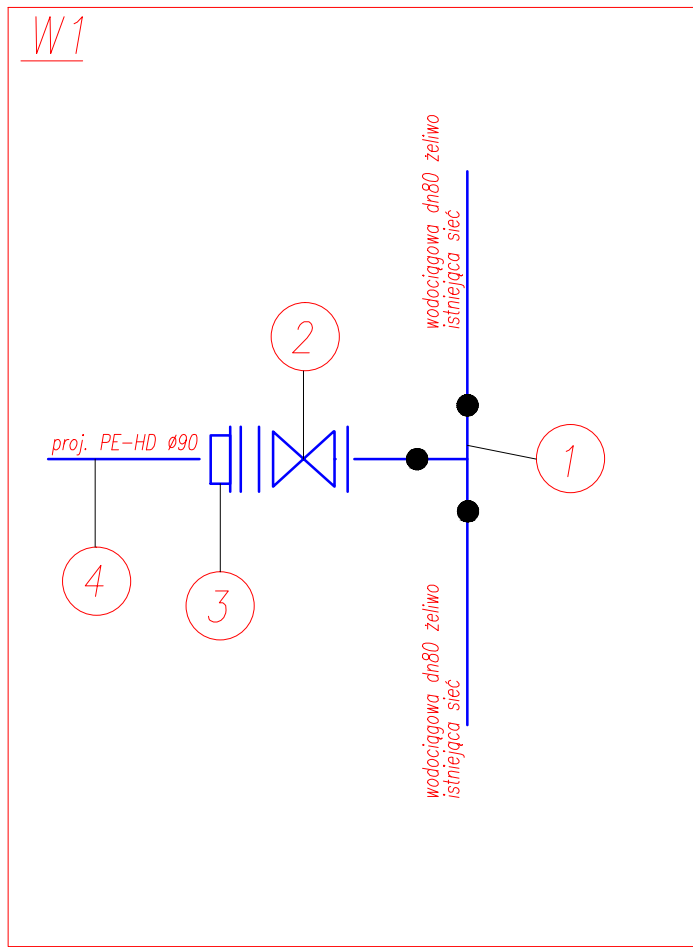 W1
wodociągowa dn80 żeliwo
istniejąca sieć
2
proj. PE-HD ø90
1
4
3
wodociągowa dn80 żeliwo
istniejąca sieć